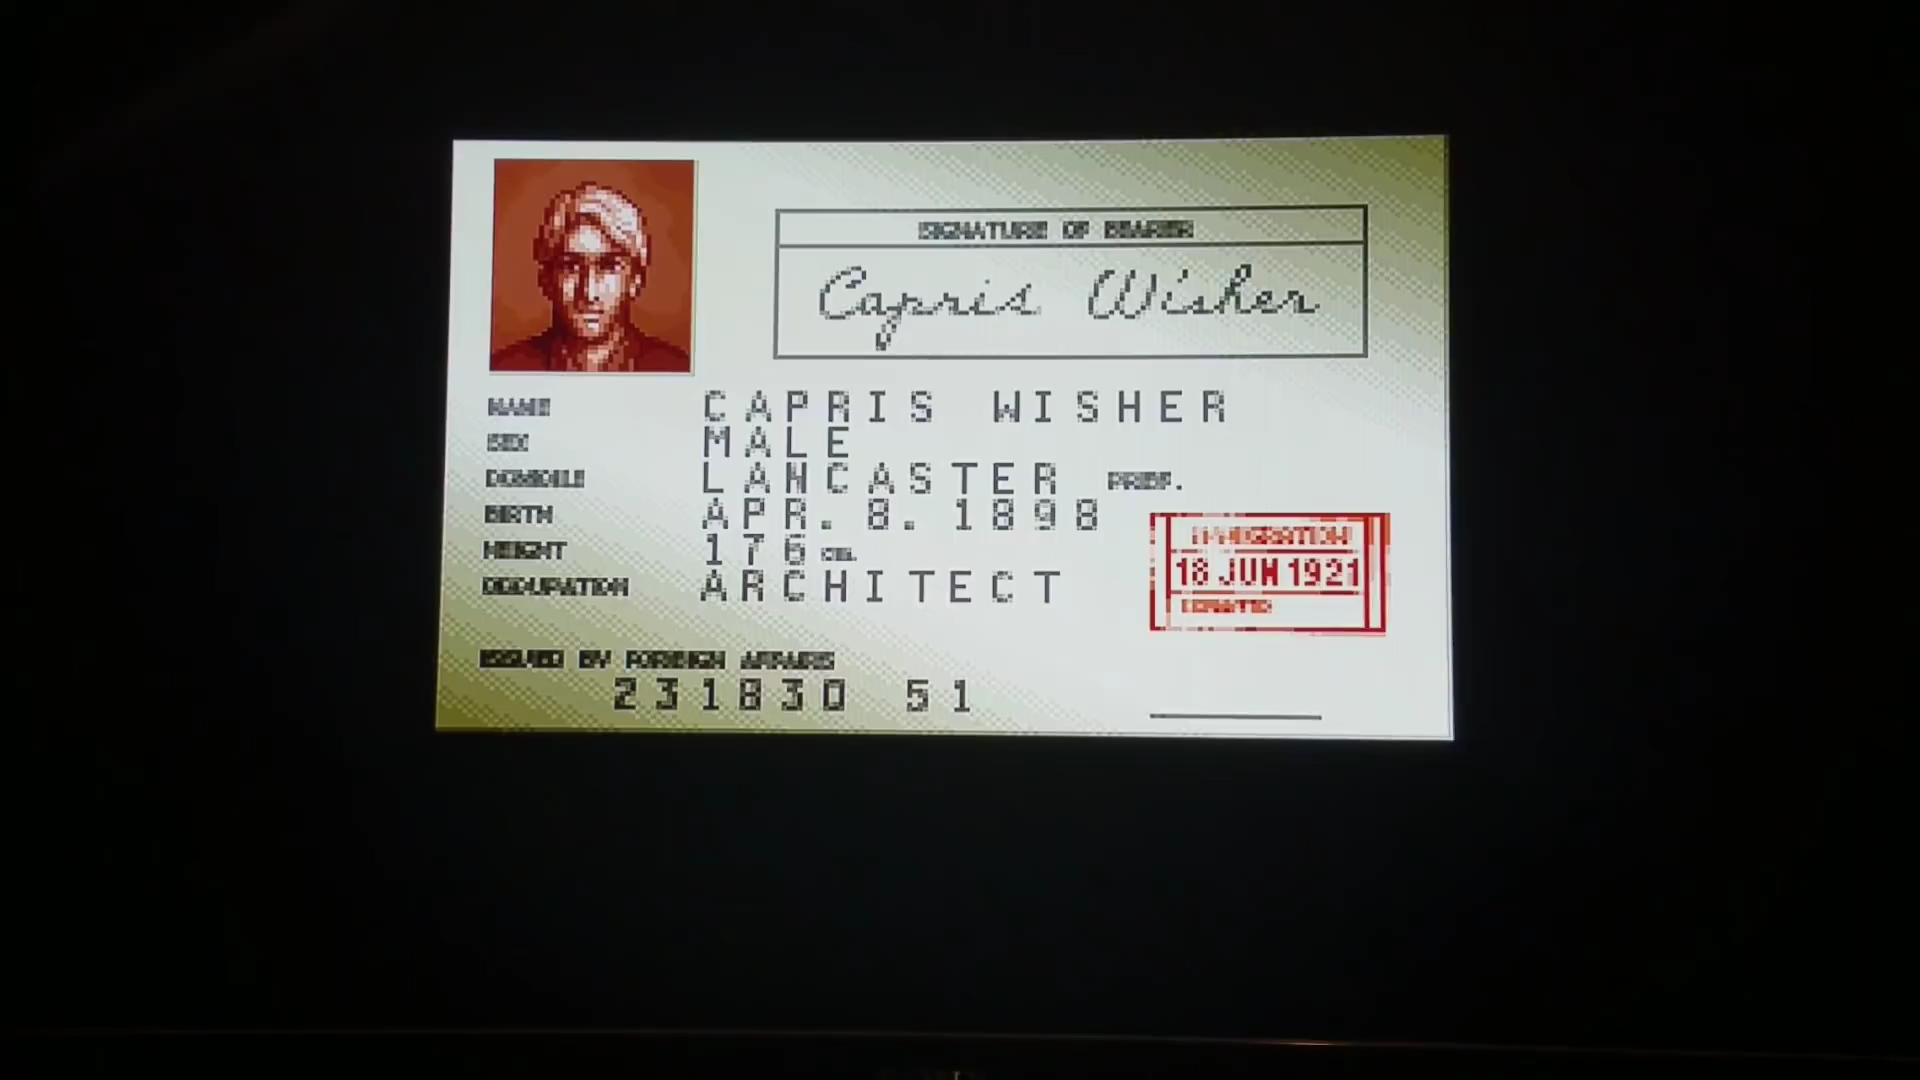 SIGNATURE OF BEARER
Capris Wisher
NAME CAPRIS WISHER
SEX MALE
DOMICILE LANCASTER PREF.
BIRTH APR. 8. 1898
HEIGHT 176 cm.
OCCUPATION ARCHITECT
IMMIGRATION
18 JUN 1921
ISSUED BY FOREIGN AFFAIRS
231830 51